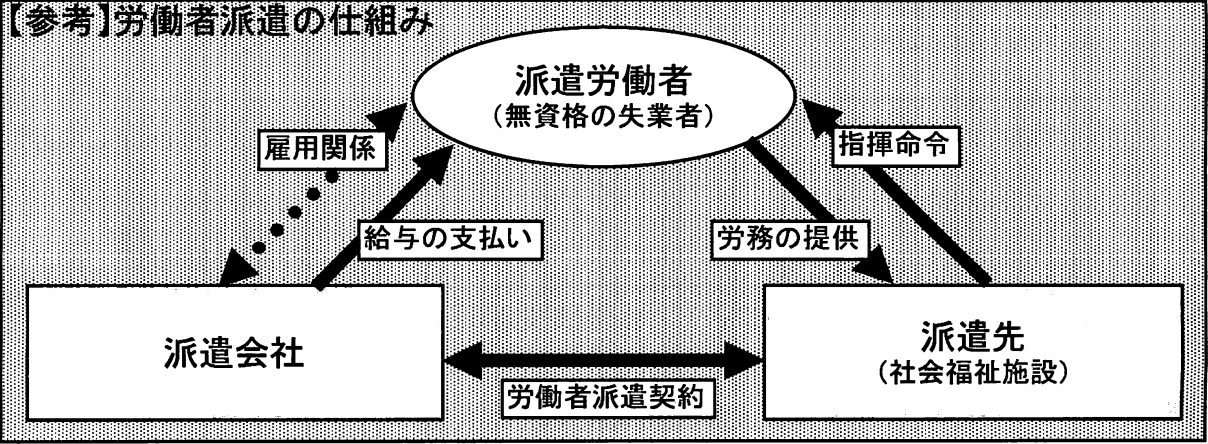 【参考】労働者派遣の仕組み
派遣労働者
（無資格の失業者）
雇用関係
指揮命令
給与の支払い
労務の提供
派遣会社
派遣先
（社会福祉施設）
労働者派遣契約